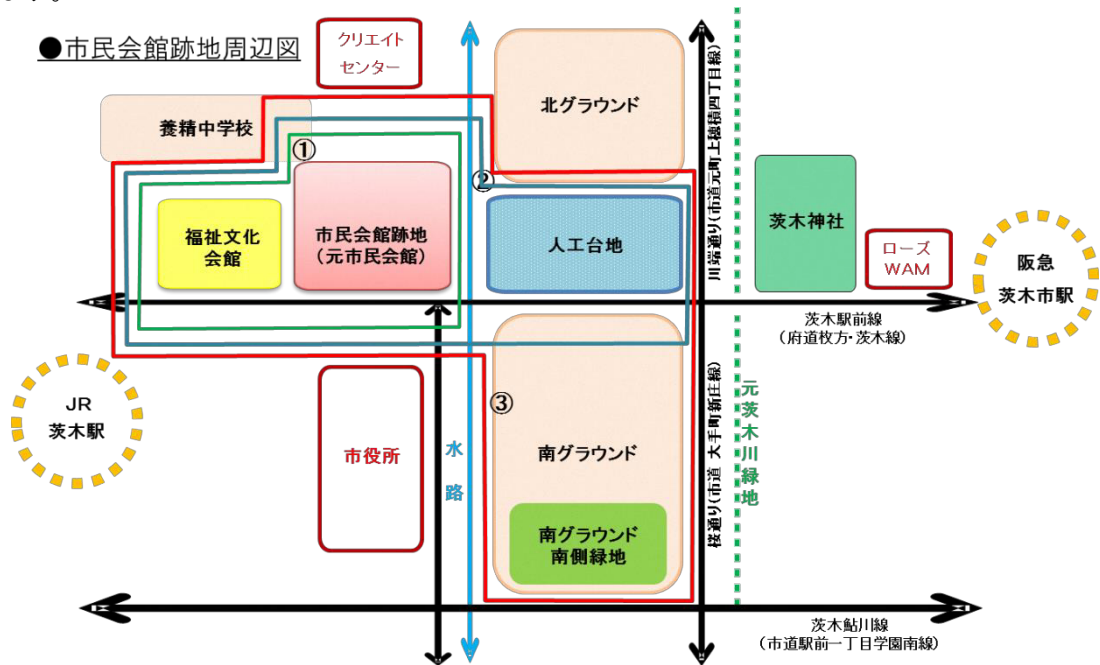 ます。
●市民会館跡地周辺図
クリエイト
センター
養精中学校
北グラウンド
①
②
福祉文化
会館
市民会館跡地
(元市民会館)
人工台地
川端通り(市道元町上穂積四丁目線)
茨木神社
ローズ
WAM
阪急
茨木市駅
茨木駅前線
(府道枚方・茨木線)
JR
茨木駅
市役所
水路
③
南グラウンド
南グラウンド
南側緑地
桜通り(市道 大手町新庄線)
元茨木川緑地
茨木鮎川線
(市道駅前一丁目学園南線)